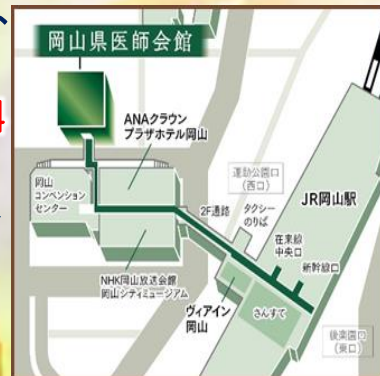 岡山県医師会館
ANAクラウン
プラザホテル岡山
運動公園口
(西口)
JR岡山駅
岡山
コンベンション
センター
2F通路
タクシー
のりば
在来線
中央口
新幹線口
NHK岡山放送会館
岡山シティミュージアム
ヴィアイン
岡山
さんすて
後楽園口
(東口)